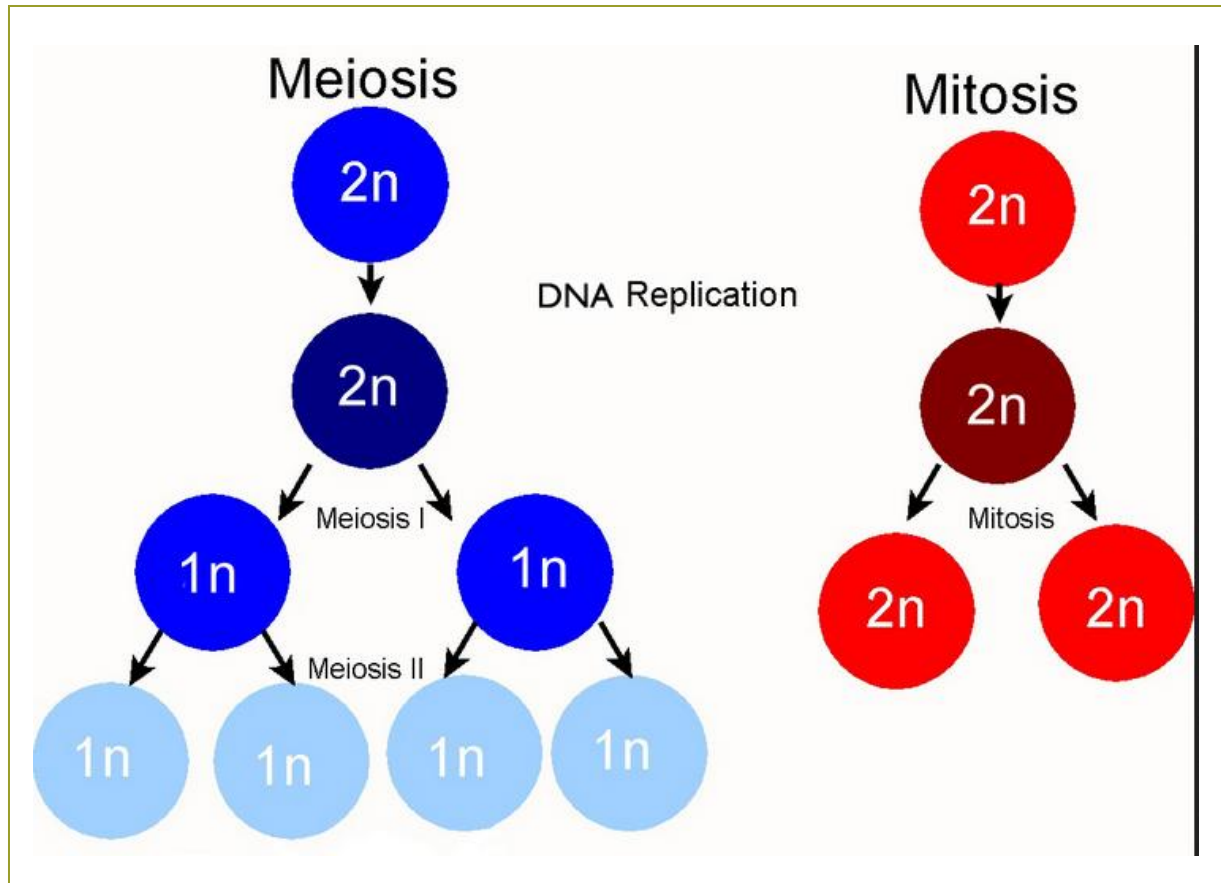 Meiosis
Mitosis
2n
2n
DNA Replication
2n
2n
Meiosis I
Mitosis
1n
1n
2n
2n
Meiosis II
1n
1n
1n
1n